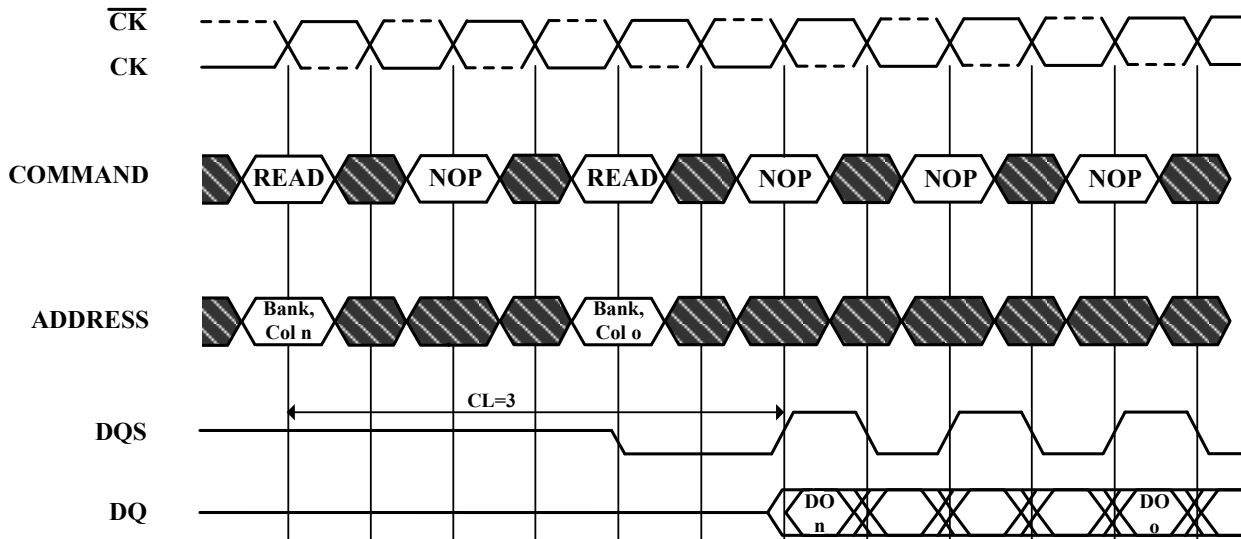 C̅K̅
CK
COMMAND
READ NOP READ NOP NOP NOP
ADDRESS
Bank,
Col n
Bank,
Col o
CL=3
DQS
DQ
DO
n
DO
o